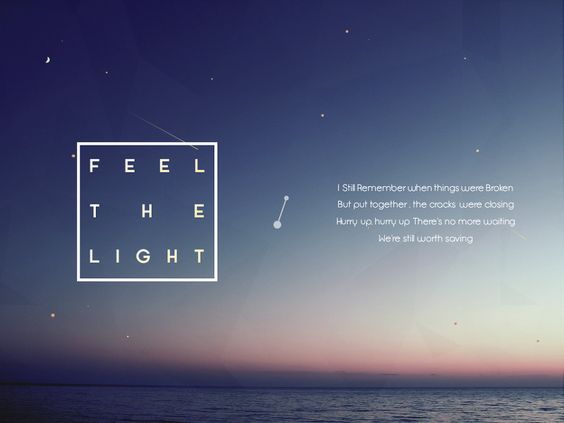 FEEL
THE
LIGHT
I Still Remember when things were Broken
But put together , the cracks were closing
Hurry up, hurry up There's no more waiting
We're still worth saving